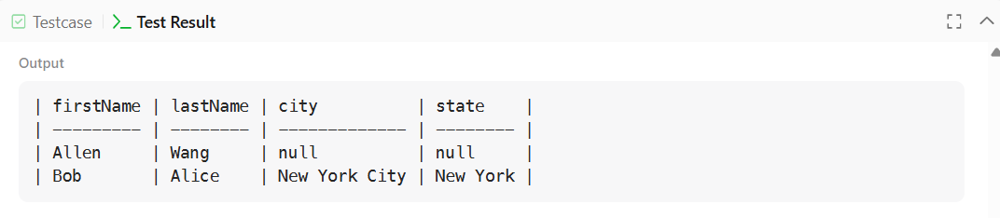 Testcase | Test Result
Output
| firstName | lastName | city          | state    |
| --------- | -------- | ------------- | -------- |
| Allen     | Wang     | null          | null     |
| Bob       | Alice    | New York City | New York |